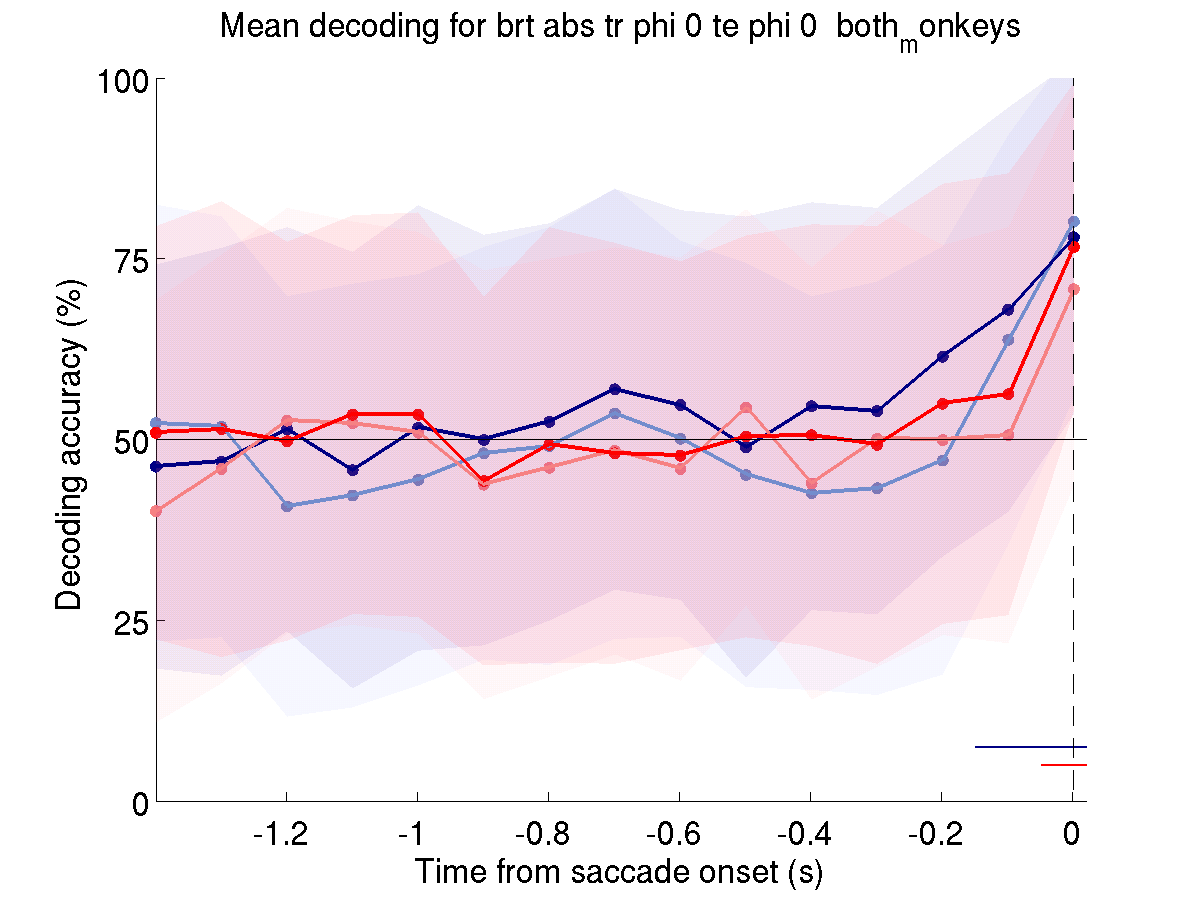 Mean decoding for brt abs tr phi 0 te phi 0  both_monkeys
100
75
50
25
0
Decoding accuracy (%)
-1.2 -1 -0.8 -0.6 -0.4 -0.2 0
Time from saccade onset (s)